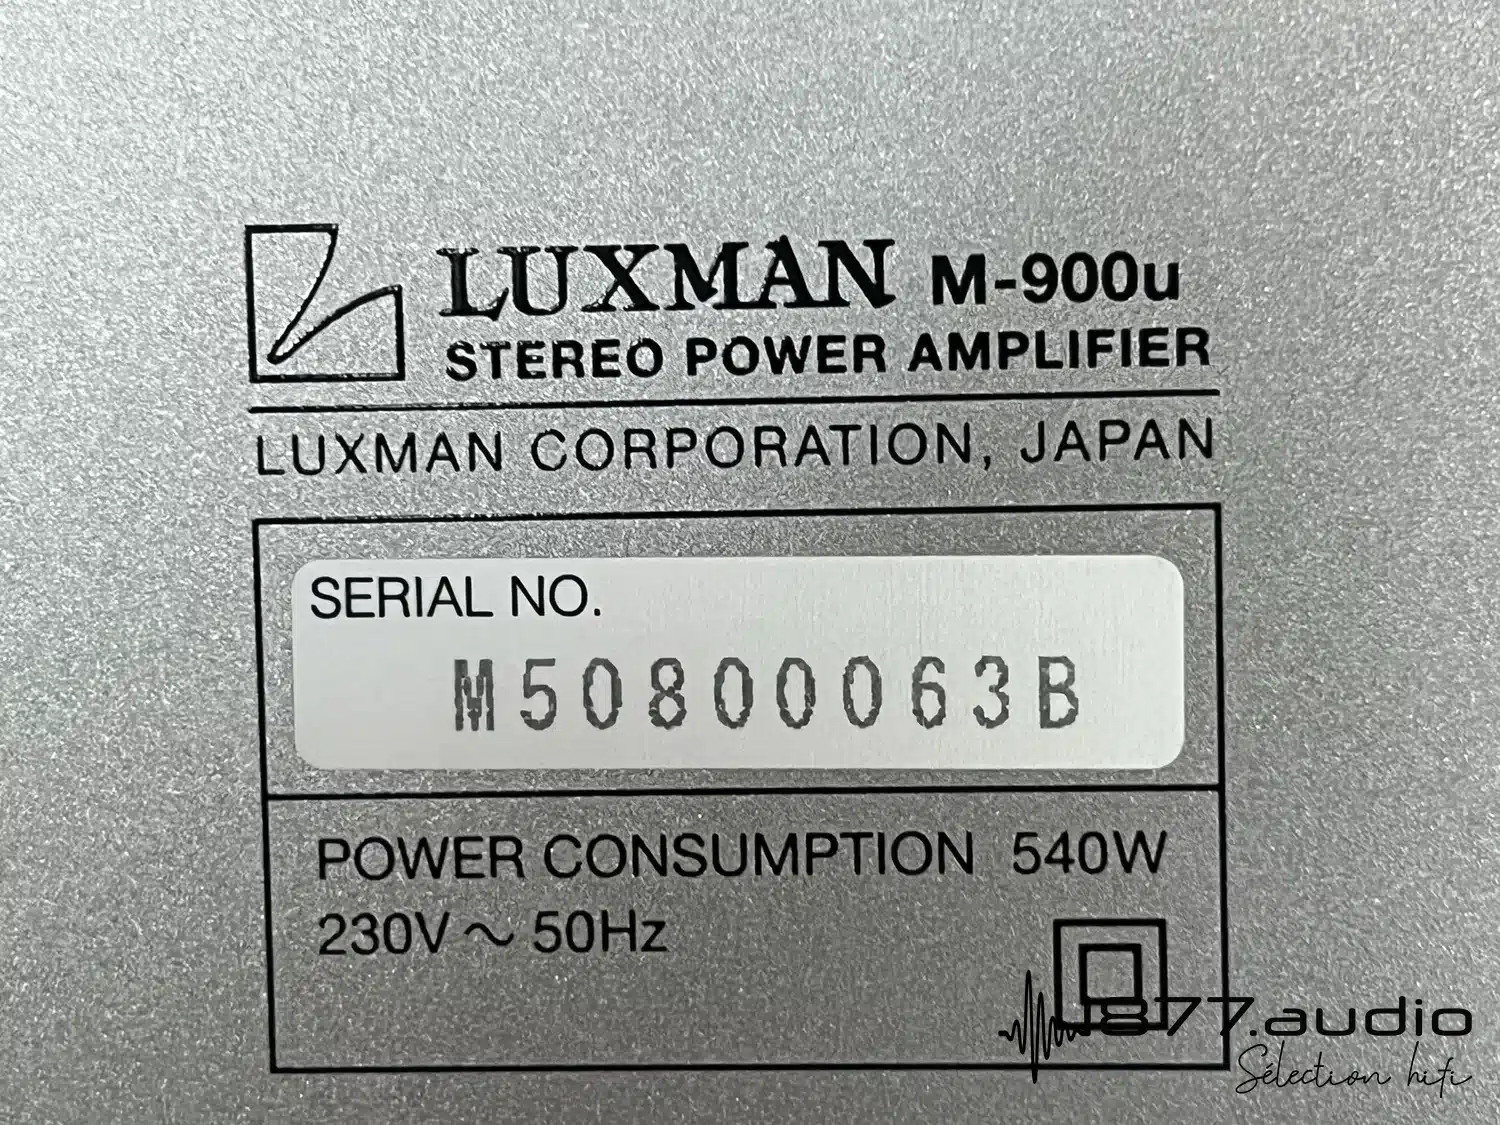 LUXMAN M-900u
STEREO POWER AMPLIFIER
LUXMAN CORPORATION, JAPAN
SERIAL NO.
M50800063B
POWER CONSUMPTION 540W
230V ~ 50Hz
1877.audio
Sélection hifi